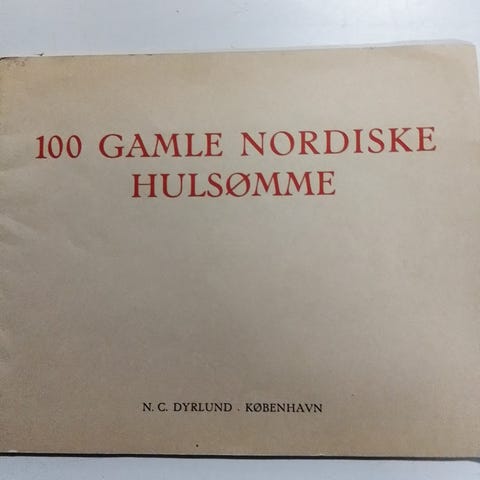 100 GAMLE NORDISKE
HULSØMME
N. C. DYRLUND . KØBENHAVN